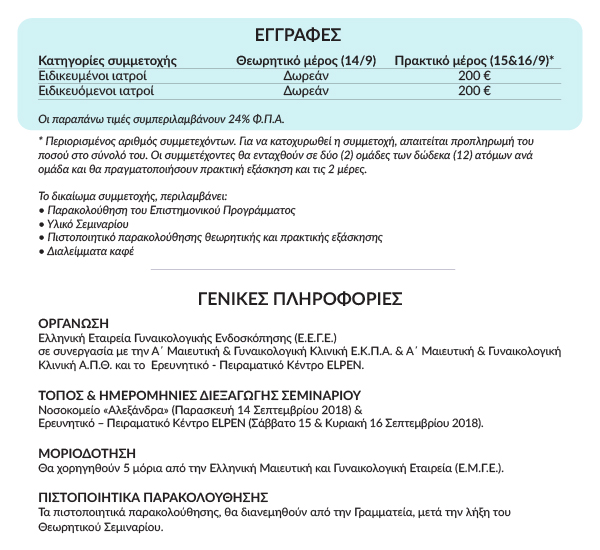 ΕΓΓΡΑΦΕΣ
Κατηγορίες συμμετοχής Θεωρητικό μέρος (14/9) Πρακτικό μέρος (15&16/9)*
Ειδικευμένοι ιατροί Δωρεάν 200 €
Ειδικευόμενοι ιατροί Δωρεάν 200 €
Οι παραπάνω τιμές συμπεριλαμβάνουν 24% Φ.Π.Α.
* Περιορισμένος αριθμός συμμετεχόντων. Για να κατοχυρωθεί η συμμετοχή, απαιτείται προπληρωμή του
ποσού στο σύνολό του. Οι συμμετέχοντες θα ενταχθούν σε δύο (2) ομάδες των δώδεκα (12) ατόμων ανά
ομάδα και θα πραγματοποιήσουν πρακτική εξάσκηση και τις 2 μέρες.
Το δικαίωμα συμμετοχής, περιλαμβάνει:
• Παρακολούθηση του Επιστημονικού Προγράμματος
• Υλικό Σεμιναρίου
• Πιστοποιητικό παρακολούθησης θεωρητικής και πρακτικής εξάσκησης
• Διαλείμματα καφέ
ΓΕΝΙΚΕΣ ΠΛΗΡΟΦΟΡΙΕΣ
ΟΡΓΑΝΩΣΗ
Ελληνική Εταιρεία Γυναικολογικής Ενδοσκόπησης (Ε.Ε.Γ.Ε.)
σε συνεργασία με την Α΄ Μαιευτική & Γυναικολογική Κλινική Ε.Κ.Π.Α. & Α΄ Μαιευτική & Γυναικολογική
Κλινική Α.Π.Θ. και το Ερευνητικό - Πειραματικό Κέντρο ELPEN.
ΤΟΠΟΣ & ΗΜΕΡΟΜΗΝΙΕΣ ΔΙΕΞΑΓΩΓΗΣ ΣΕΜΙΝΑΡΙΟΥ
Νοσοκομείο «Αλεξάνδρα» (Παρασκευή 14 Σεπτεμβρίου 2018) &
Ερευνητικό – Πειραματικό Κέντρο ELPEN (Σάββατο 15 & Κυριακή 16 Σεπτεμβρίου 2018).
ΜΟΡΙΟΔΟΤΗΣΗ
Θα χορηγηθούν 5 μόρια από την Ελληνική Μαιευτική και Γυναικολογική Εταιρεία (Ε.Μ.Γ.Ε.).
ΠΙΣΤΟΠΟΙΗΤΙΚΑ ΠΑΡΑΚΟΛΟΥΘΗΣΗΣ
Τα πιστοποιητικά παρακολούθησης, θα διανεμηθούν από την Γραμματεία, μετά την λήξη του
Θεωρητικού Σεμιναρίου.